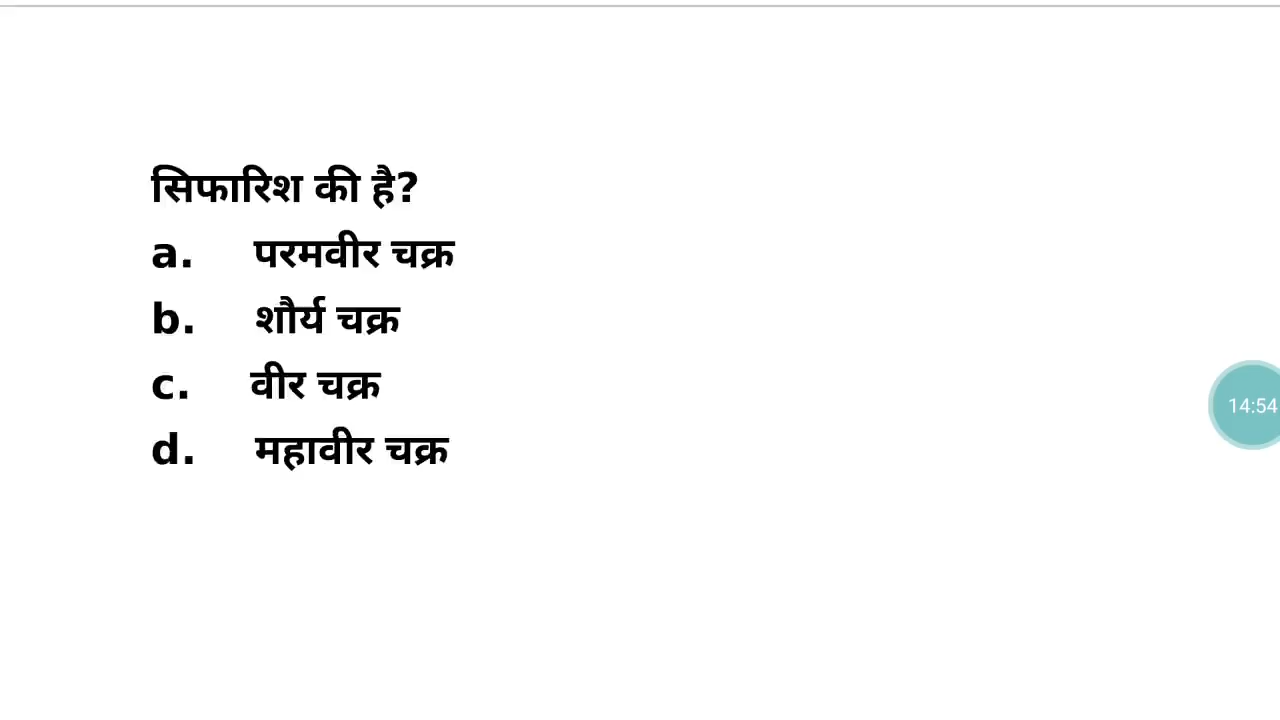 सिफारिश की है?
a. परमवीर चक्र
b. शौर्य चक्र
c. वीर चक्र
d. महावीर चक्र
14:54